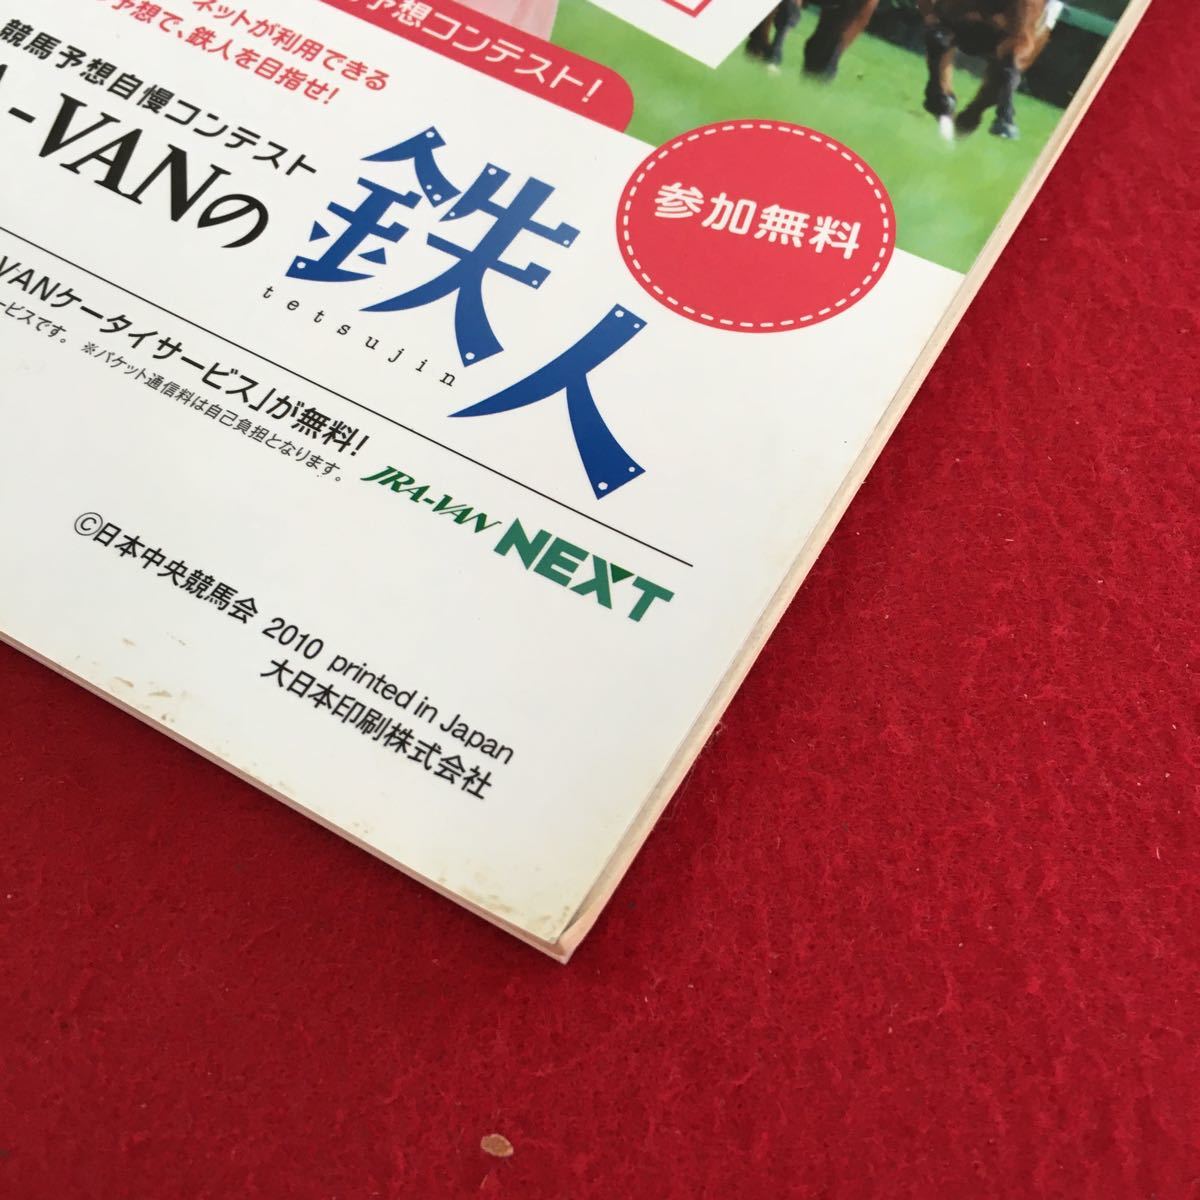 予想コンテスト!
ネットが利用できる
予想で、鉄人を目指せ!
競馬予想自慢コンテスト
A-VANの
鉄人
tetsujin
参加無料
VANケータイサービス」が無料!
ービスです。 ※パケット通信料は自己負担となります。
JRA-VAN NEXT
©日本中央競馬会 2010 printed in Japan
大日本印刷株式会社